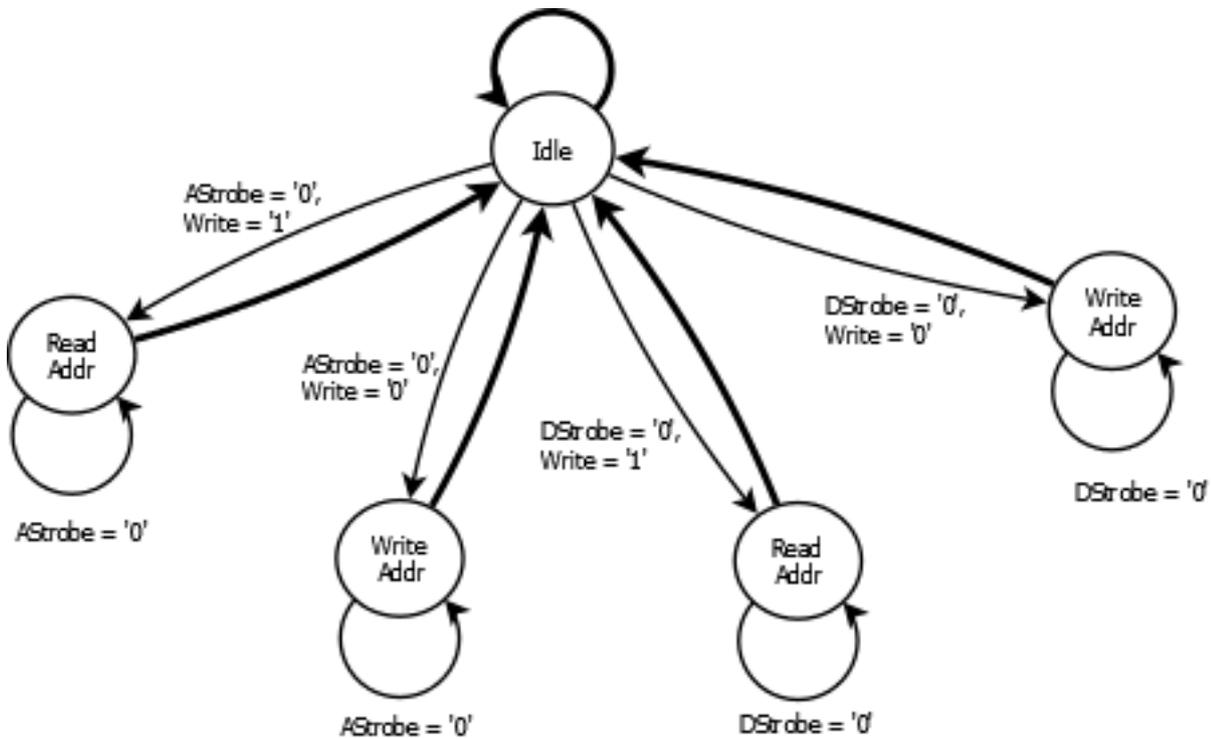 Idle
AStrobe = '0',
Write = '1'
DStrobe = '0',
Write = '0'
Write
Addr
Read
Addr
AStrobe = '0',
Write = '0'
DStrobe = '0',
Write = '1'
DStrobe = '0'
AStrobe = '0'
Write
Addr
Read
Addr
AStrobe = '0'
DStrobe = '0'